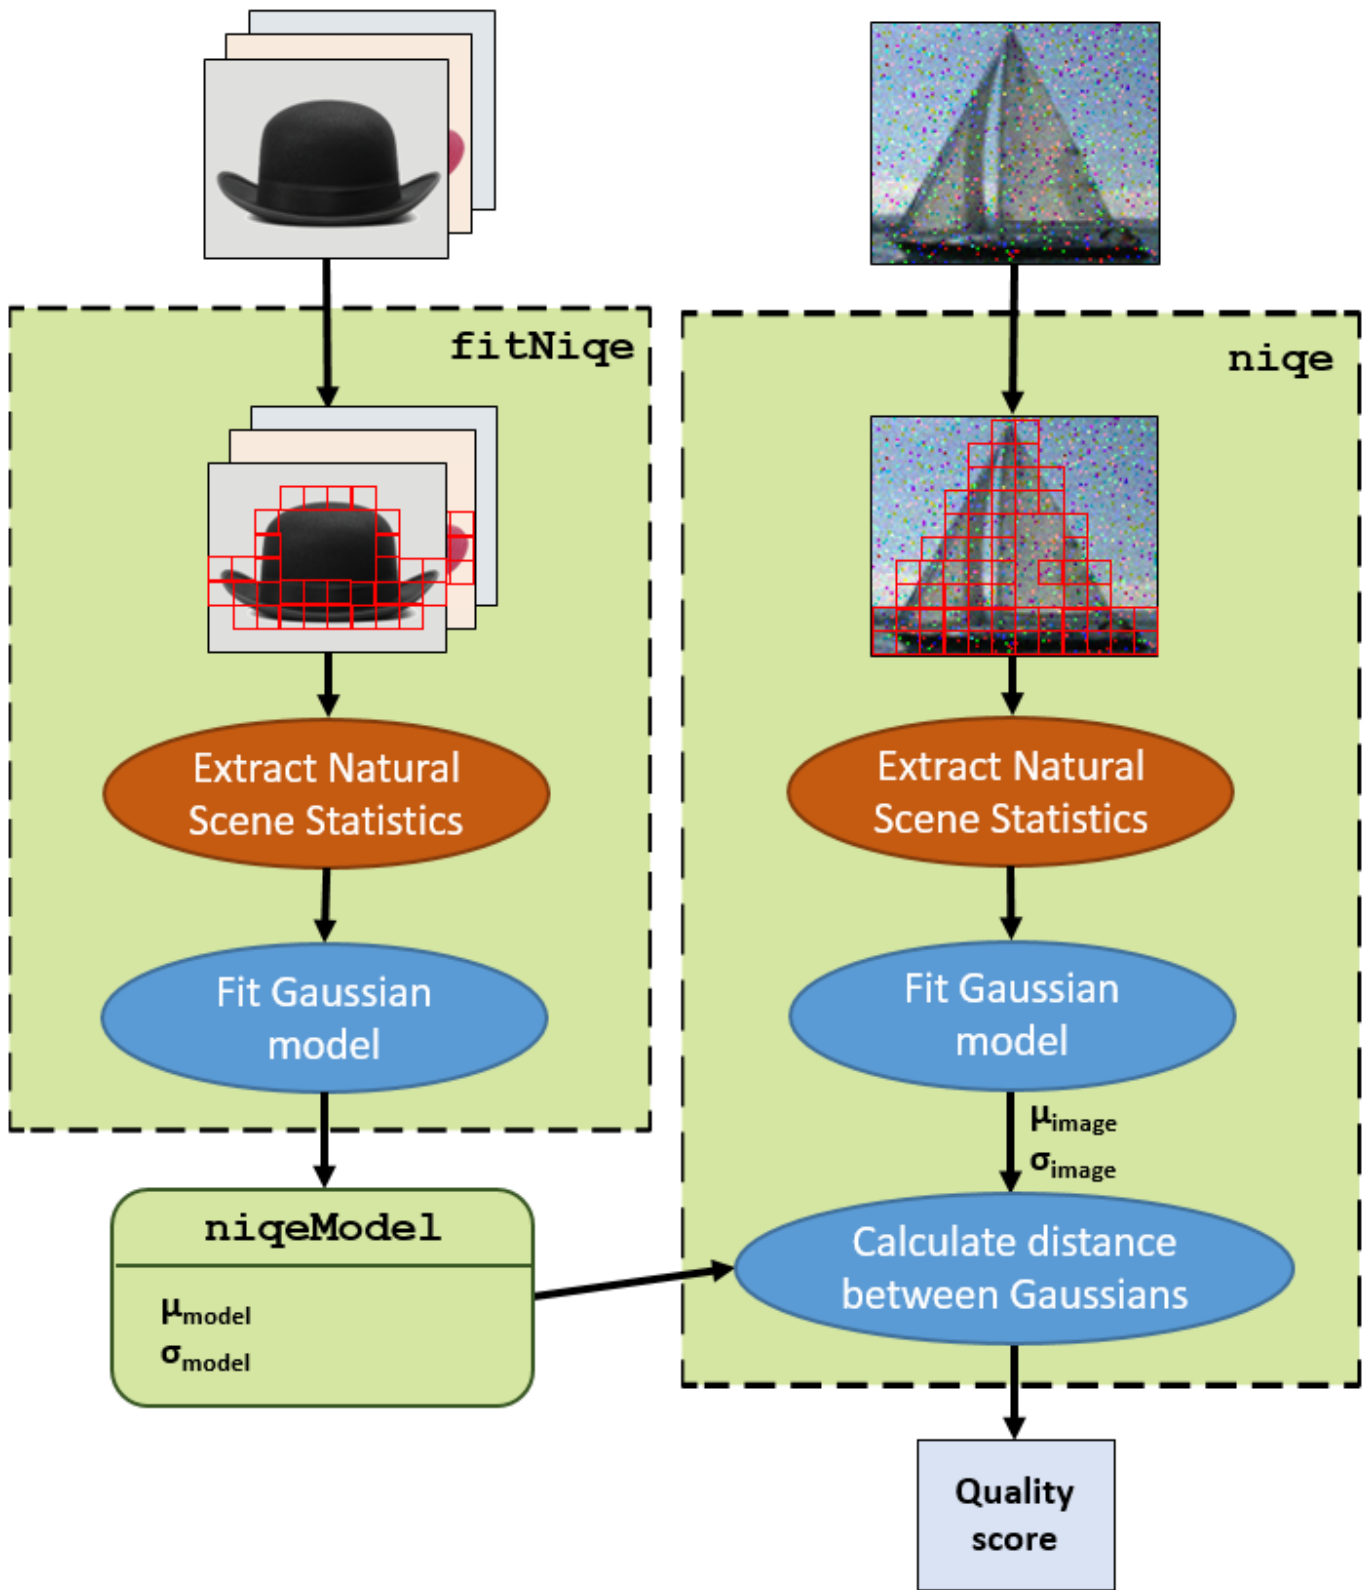 fitNiqe
Extract Natural
Scene Statistics
Fit Gaussian
model
niqeModel
μmodel
σmodel
niqe
Extract Natural
Scene Statistics
Fit Gaussian
model
μimage
σimage
Calculate distance
between Gaussians
Quality
score